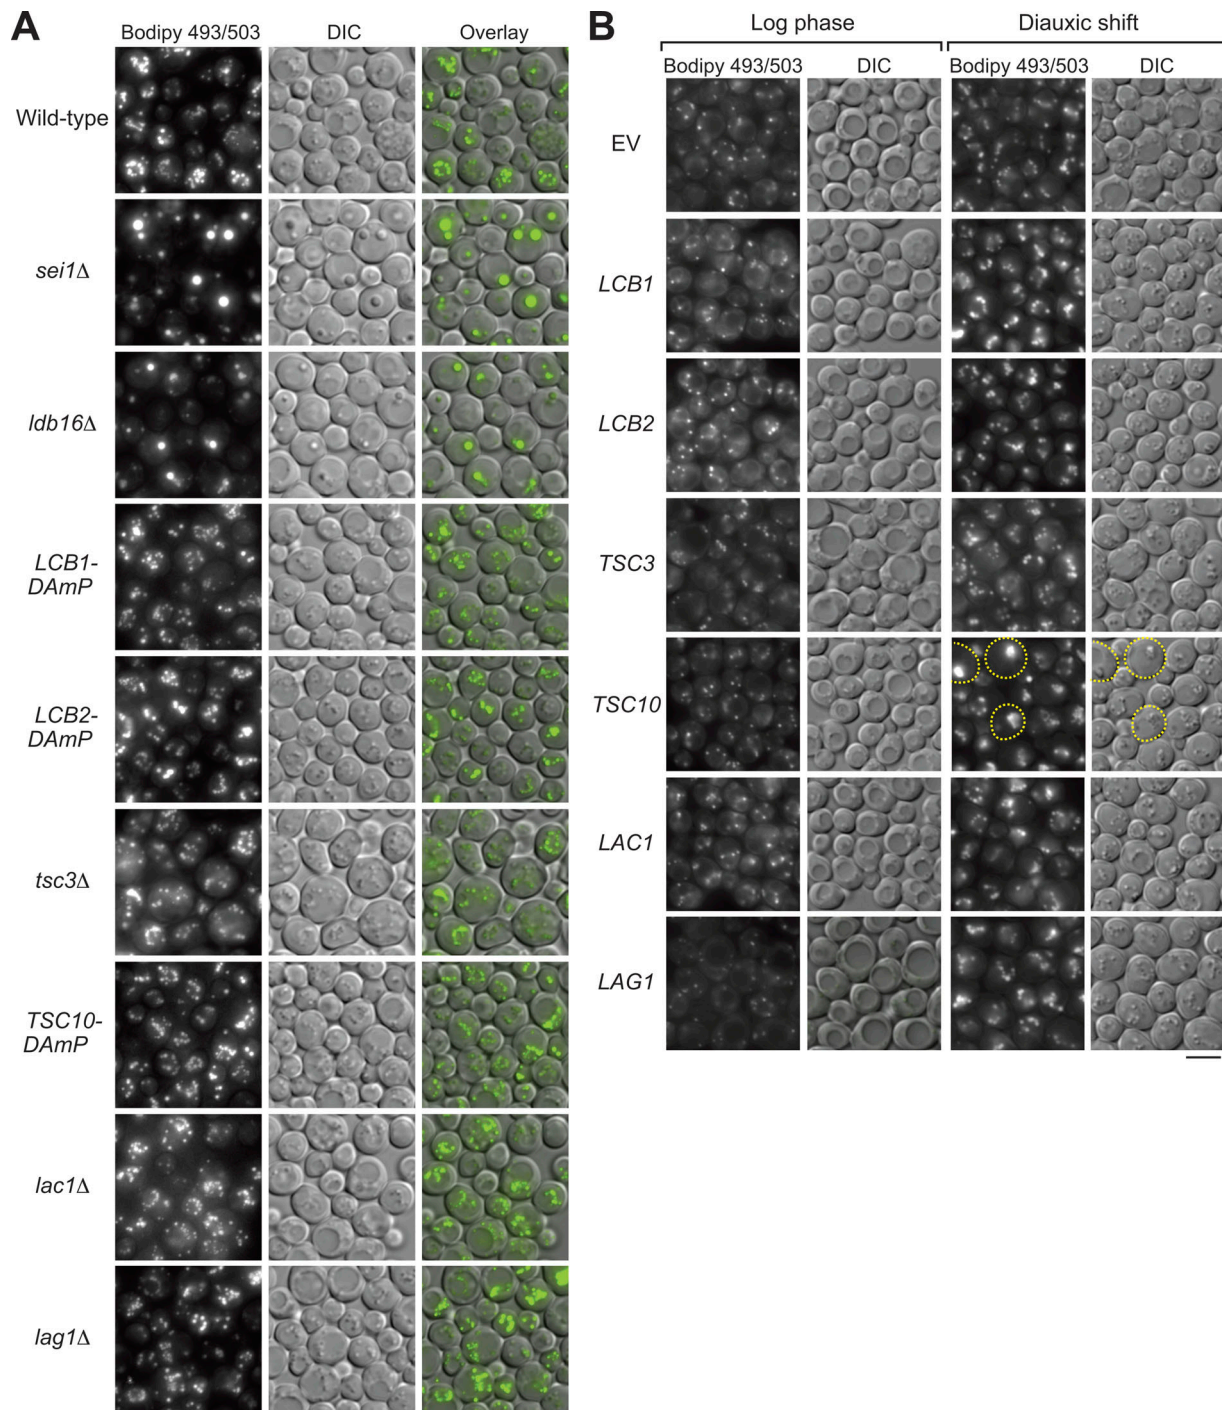 A
Bodipy 493/503 DIC Overlay
Wild-type
sei1Δ
ldb16Δ
LCB1-
DAmP
LCB2-
DAmP
tsc3Δ
TSC10-
DAmP
lac1Δ
lag1Δ
B
Log phase Diauxic shift
Bodipy 493/503 DIC Bodipy 493/503 DIC
EV
LCB1
LCB2
TSC3
TSC10
LAC1
LAG1